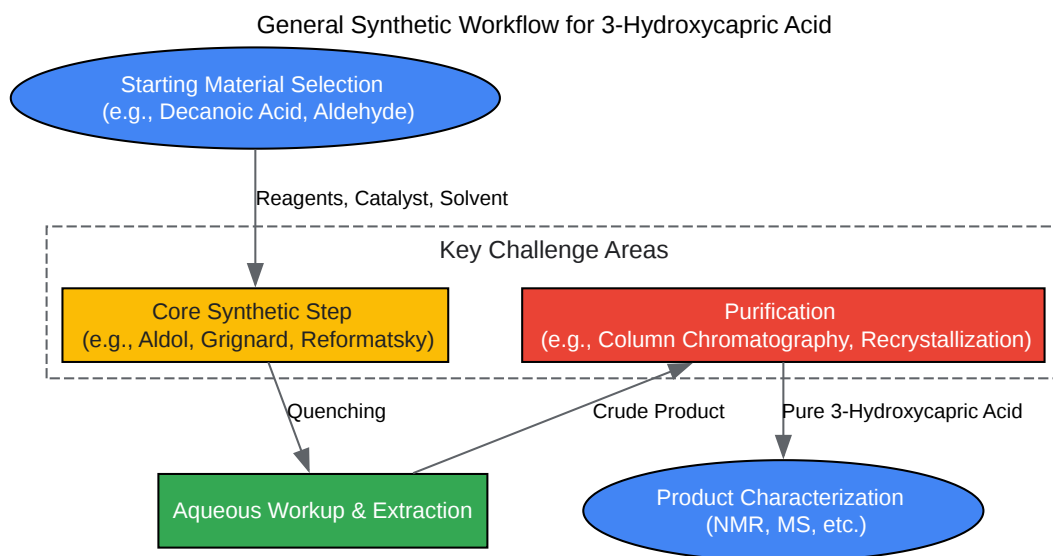 General Synthetic Workflow for 3-Hydroxycapric Acid
Starting Material Selection
(e.g., Decanoic Acid, Aldehyde)
Reagents, Catalyst, Solvent
Key Challenge Areas
Core Synthetic Step
(e.g., Aldol, Grignard, Reformatsky)
Purification
(e.g., Column Chromatography, Recrystallization)
Quenching
Crude Product
Pure 3-Hydroxycapric Acid
Aqueous Workup & Extraction
Product Characterization
(NMR, MS, etc.)